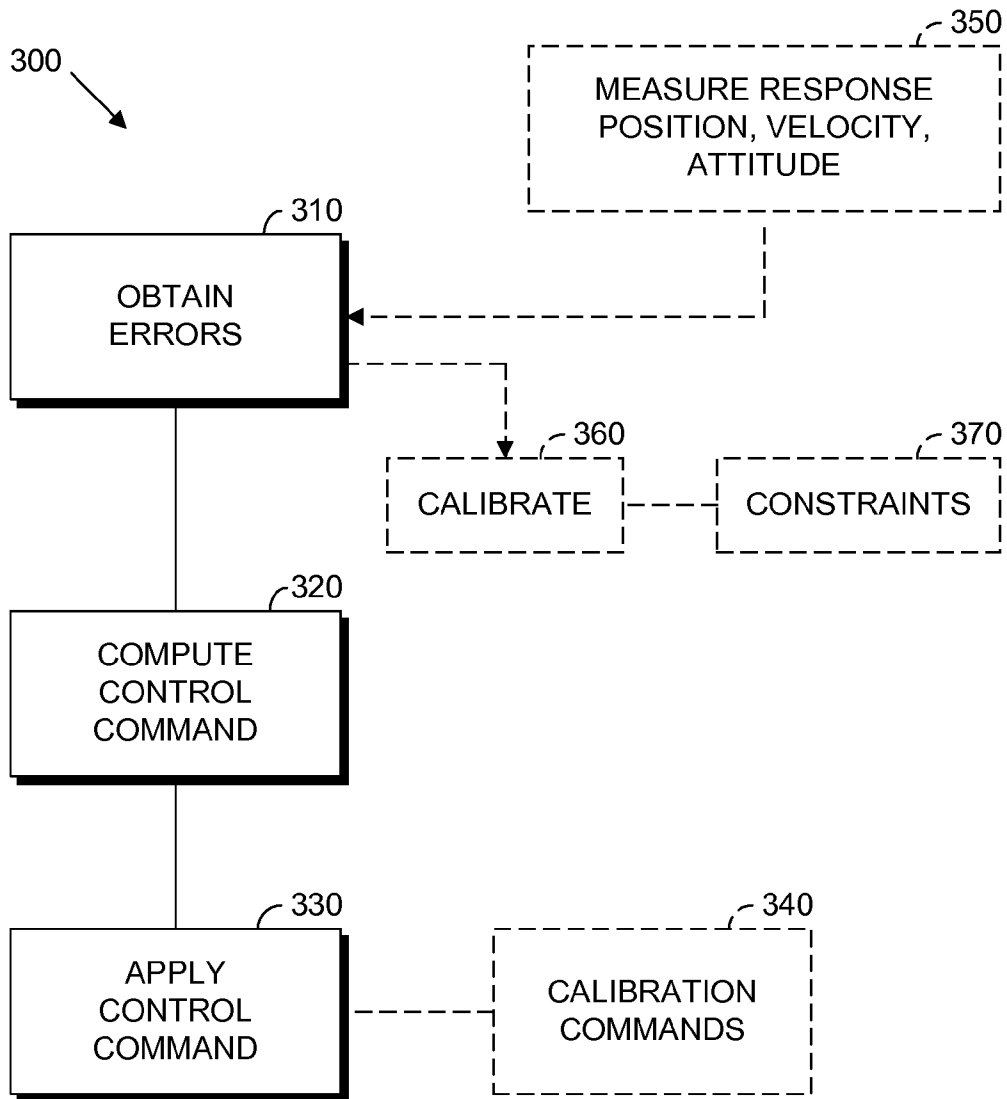 300
350
MEASURE RESPONSE
POSITION, VELOCITY,
ATTITUDE
310
OBTAIN
ERRORS
360
CALIBRATE
370
CONSTRAINTS
320
COMPUTE
CONTROL
COMMAND
330
APPLY
CONTROL
COMMAND
340
CALIBRATION
COMMANDS